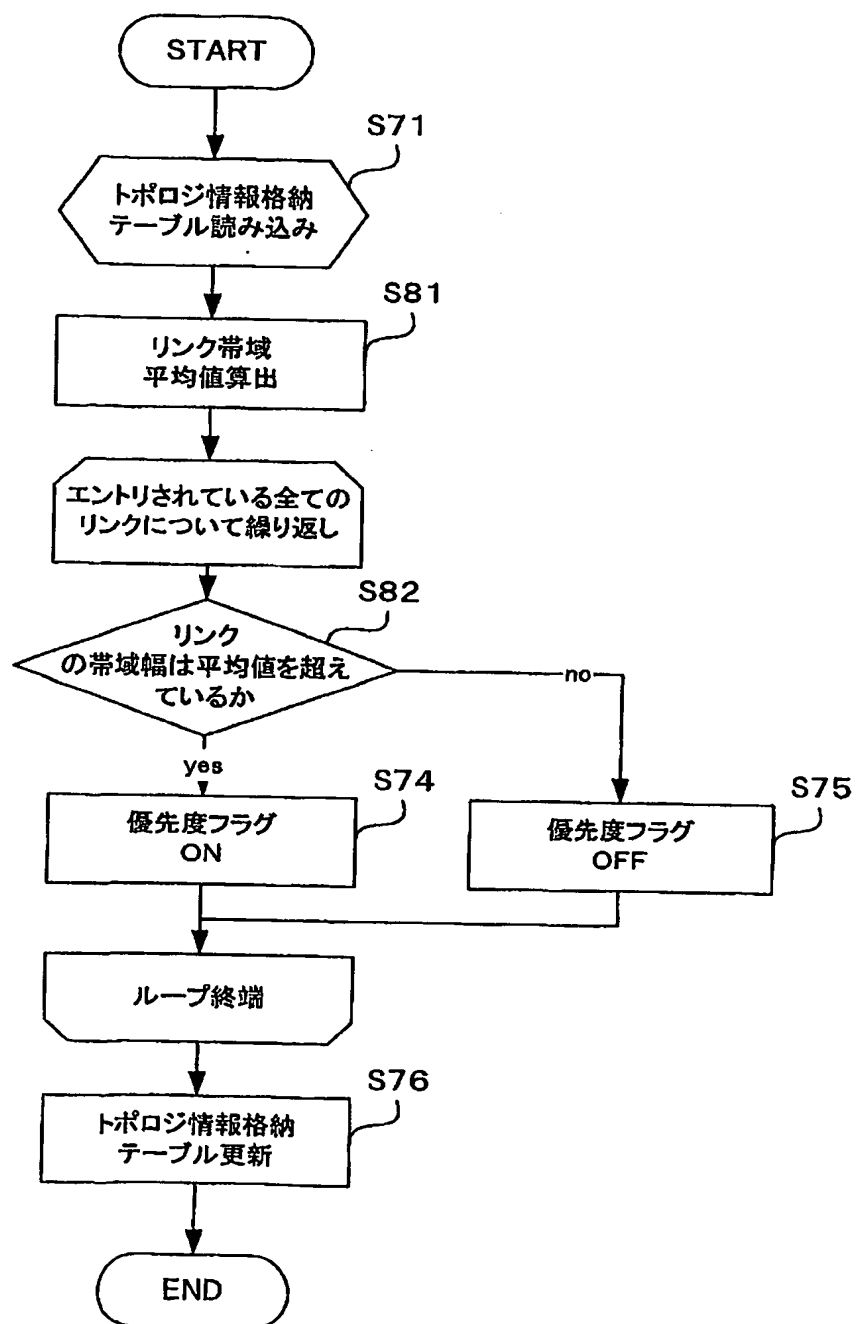 START
S71
トポロジ情報格納
テーブル読み込み
S81
リンク帯域
平均値算出
エントリされている全ての
リンクについて繰り返し
S82
リンク
の帯域幅は平均値を超え
ているか
no
yes
S74
優先度フラグ
ON
S75
優先度フラグ
OFF
ループ終端
S76
トポロジ情報格納
テーブル更新
END